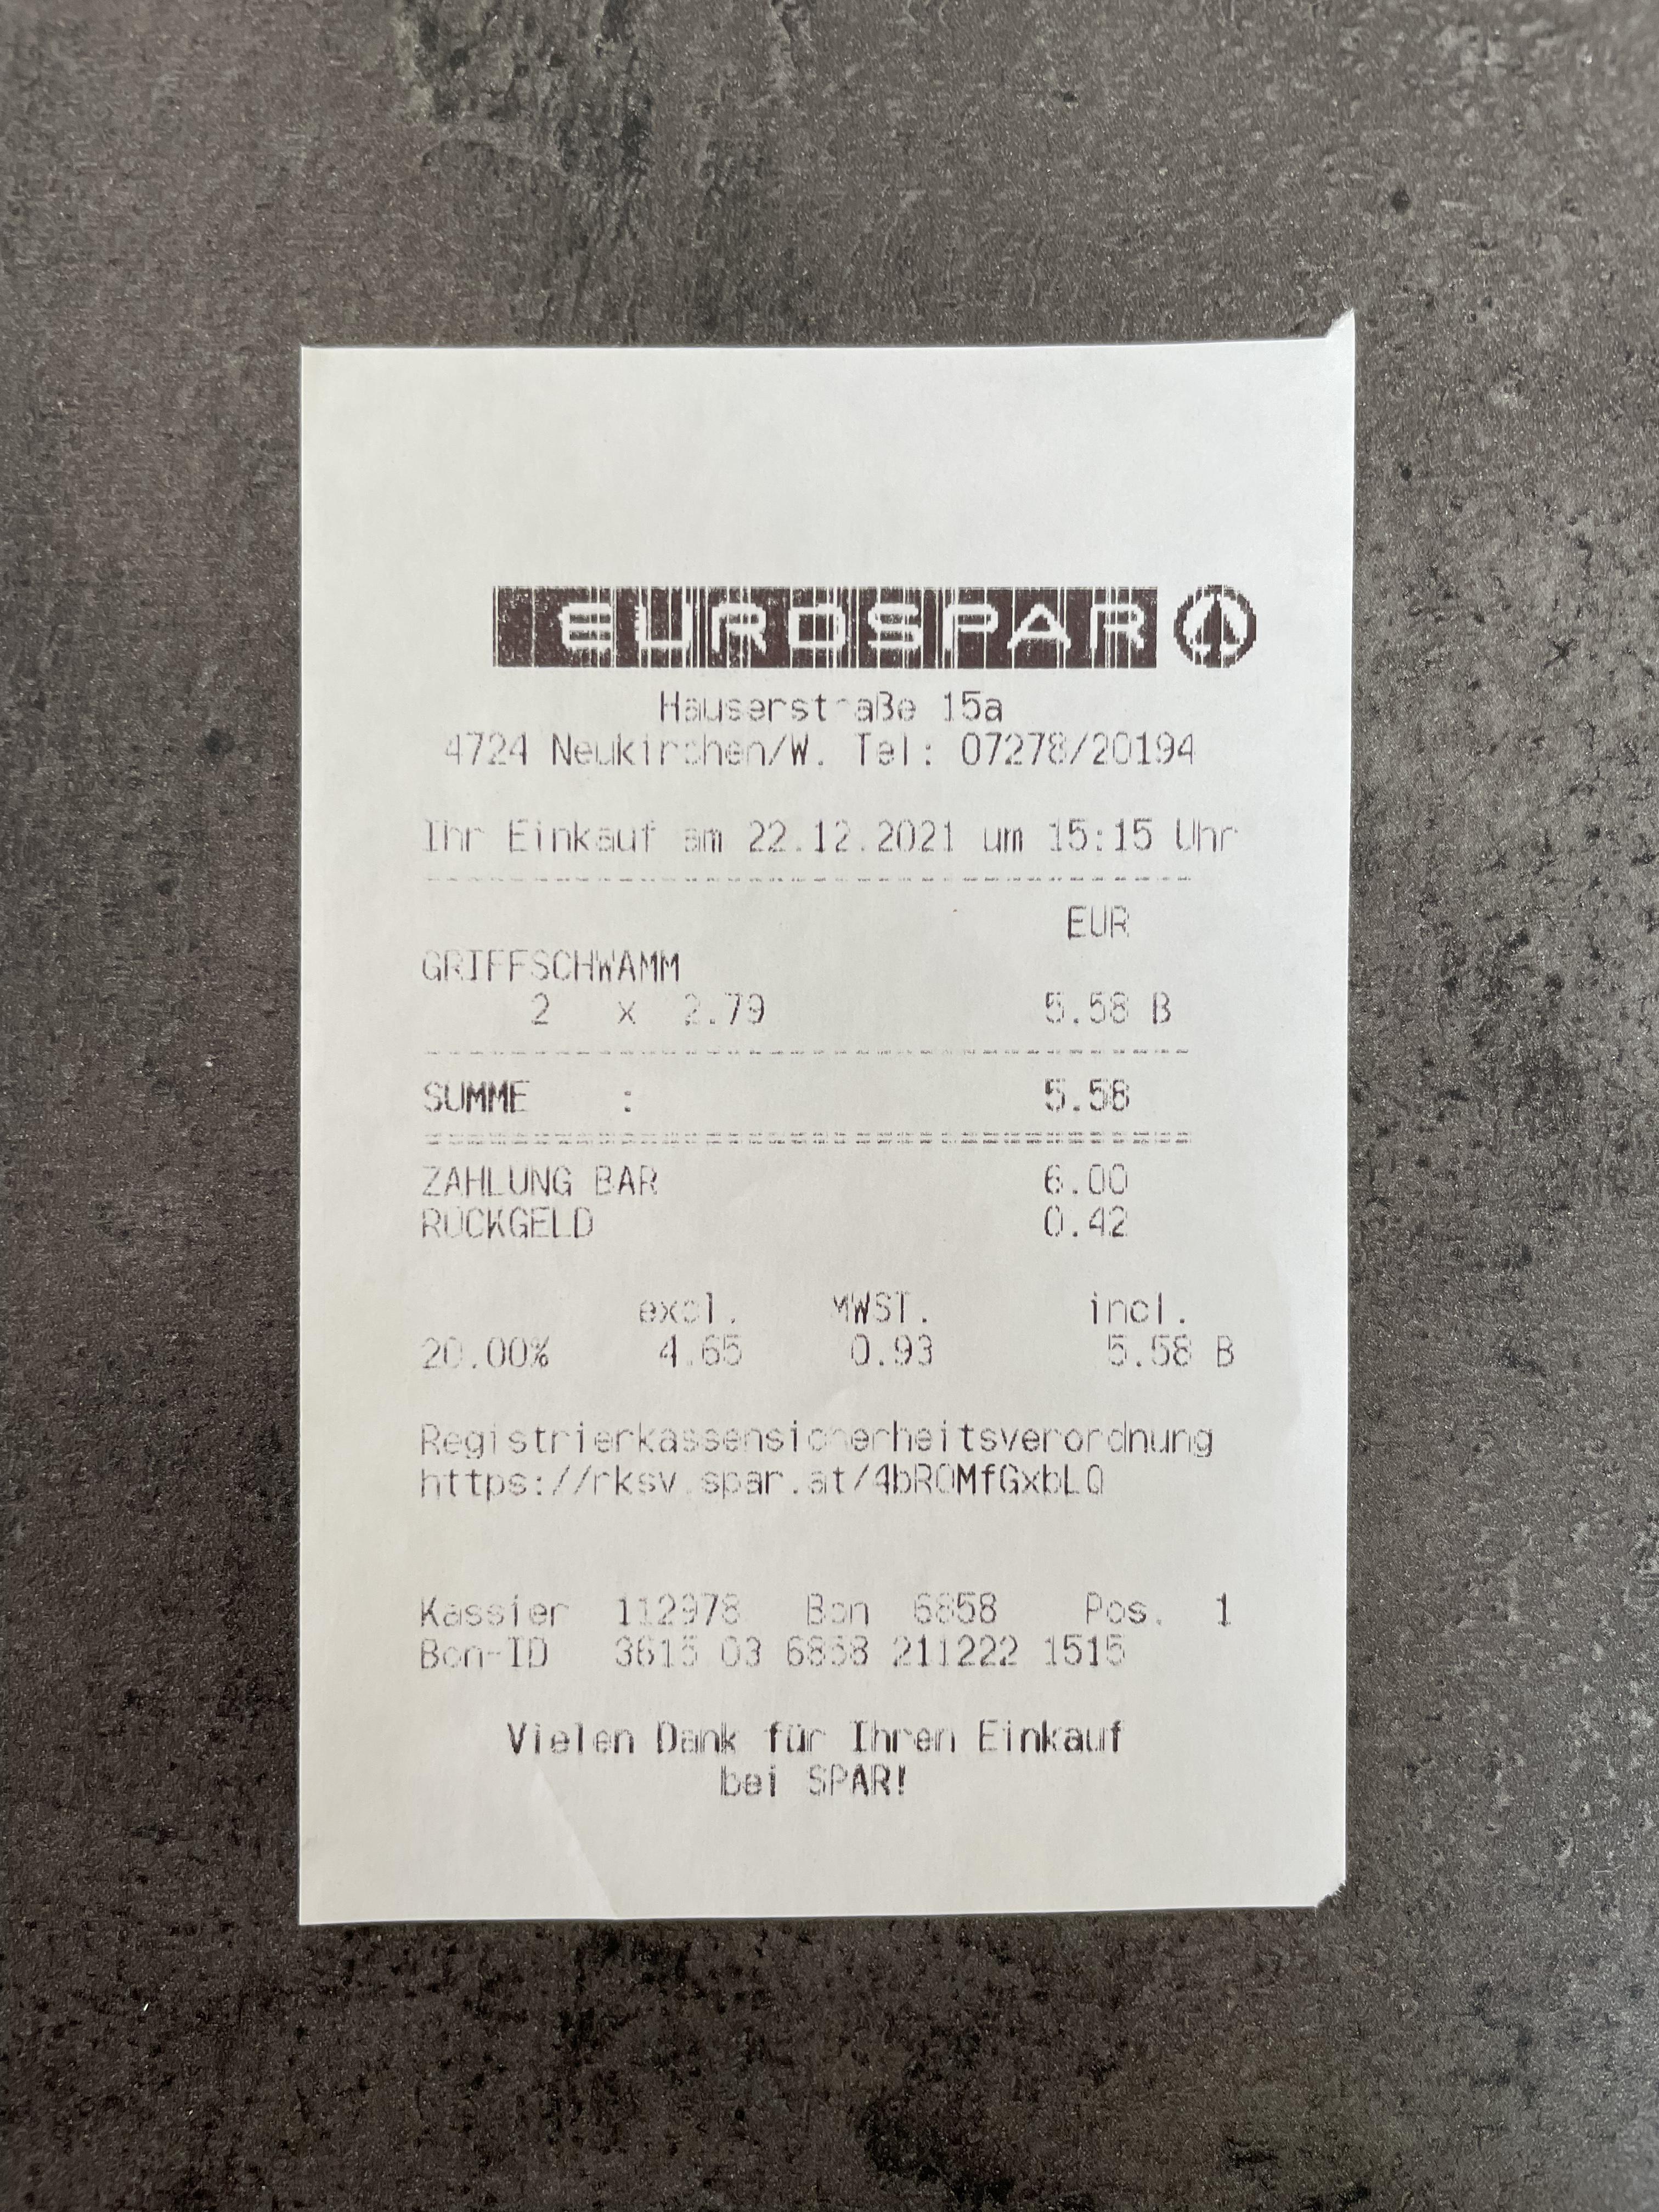 EUROSPAR
Hauserstraße 15a
4724 Neukirchen/W. Tel: 07278/20194
Ihr Einkauf am 22.12.2021 um 15:15 Uhr
EUR
GRIFFSCHWAMM
2 x 2.79 5.58 B
SUMME : 5.58
ZAHLUNG BAR 6.00
RÜCKGELD 0.42
excl. MWST. incl.
20.00% 4.65 0.93 5.58 B
Registrierkassensicherheitsverordnung
https://rksv.spar.at/4bROMfGxbLQ
Kassier 112978 Bon 6858 Pos. 1
Bon-ID 3615 03 6858 211222 1515
Vielen Dank für Ihren Einkauf
bei SPAR!